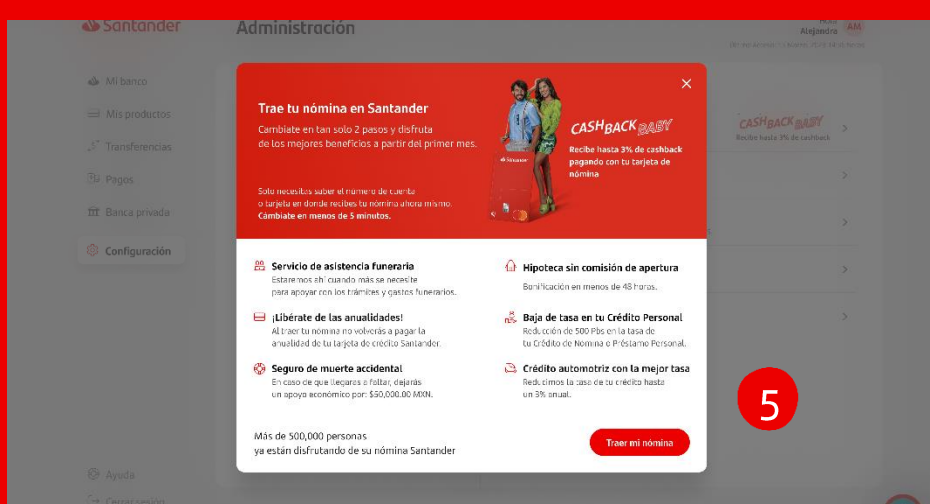 Santander
Administración
Hola
Alejandra
AM
Mi banco
Mis productos
Transferencias
Pagos
Banca privada
Configuración
Ayuda
Cerrar sesión
CASHBACK BABY
Recibe hasta 3% de cashback
Trae tu nómina en Santander
Cámbiate en tan solo 2 pasos y disfruta
de los mejores beneficios a partir del primer mes.
Solo necesitas saber el número de cuenta
o tarjeta en donde recibes tu nómina ahora mismo.
Cámbiate en menos de 5 minutos.
Santander
CASHBACK BABY
Recibe hasta 3% de cashback
pagando con tu tarjeta de
nómina
Servicio de asistencia funeraria
Estaremos ahí cuando más se necesite
para apoyar con los trámites y gastos funerarios.
¡Libérate de las anualidades!
Al traer tu nómina no volverás a pagar la
anualidad de tu tarjeta de crédito Santander.
Seguro de muerte accidental
En caso de que llegaras a faltar, dejarás
un apoyo económico por: $50,000.00 MXN.
Hipoteca sin comisión de apertura
Bonificación en menos de 48 horas.
Baja de tasa en tu Crédito Personal
Reducción de 500 Pbs en la tasa de
tu Crédito de Nomina o Préstamo Personal.
Crédito automotriz con la mejor tasa
Reducimos la tasa de tu crédito hasta
un 3% anual.
Más de 500,000 personas
ya están disfrutando de su nómina Santander
Traer mi nómina
5